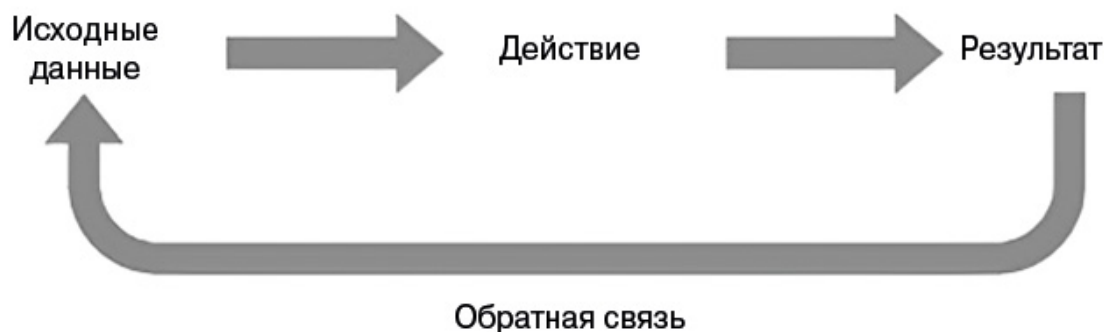 Исходные
данные
Действие
Результат
Обратная связь